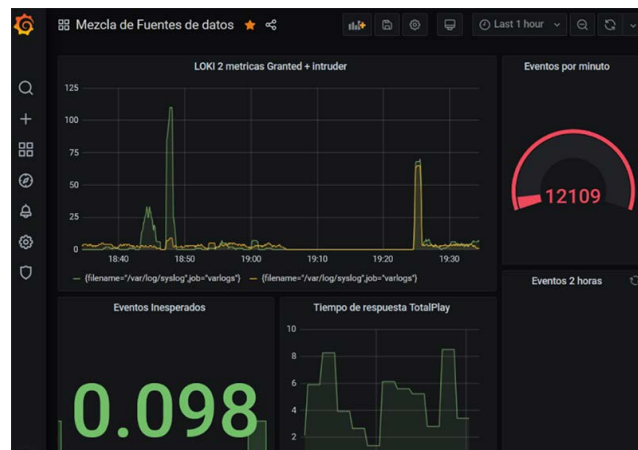 Mezcla de Fuentes de datos
Last 1 hour
LOKI 2 metricas Granted + intruder
125
100
75
50
25
0
18:40 18:50 19:00 19:10 19:20 19:30
{filename="/var/log/syslog",job="varlogs"} {filename="/var/log/syslog",job="varlogs"}
Eventos por minuto
12109
Eventos Inesperados
0.098
Tiempo de respuesta TotalPlay
10
8
6
4
2
Eventos 2 horas